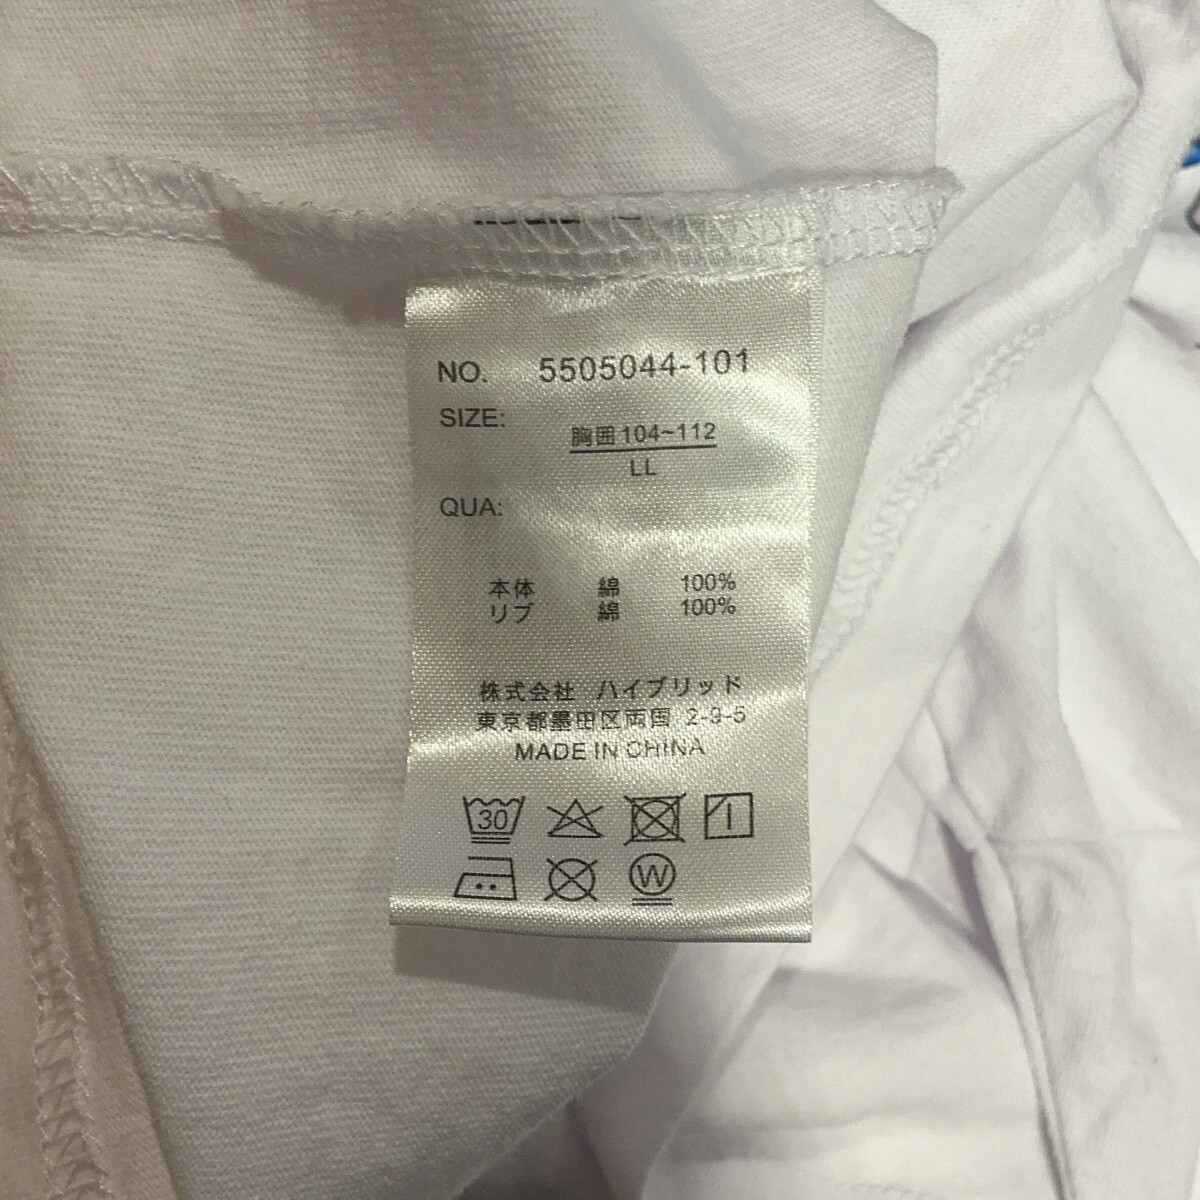 NO. 5505044-101
SIZE:
胸囲104~112
LL
QUA:
本体 綿 100%
リブ 綿 100%
株式会社 ハイブリッド
東京都墨田区両国 2-3-5
MADE IN CHINA
30
W